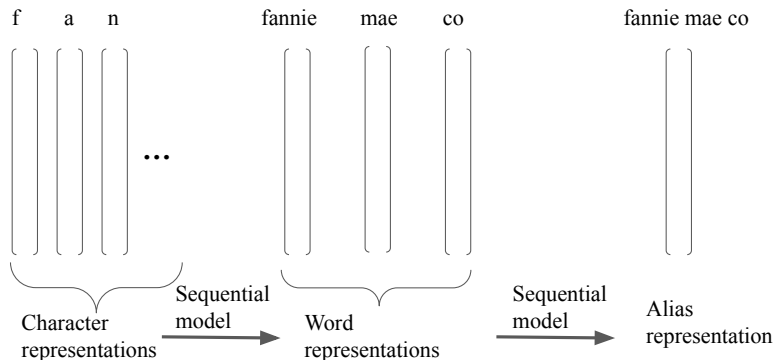 f a n fannie mae co fannie mae co
...
Character
representations
Sequential
model
Word
representations
Sequential
model
Alias
representation